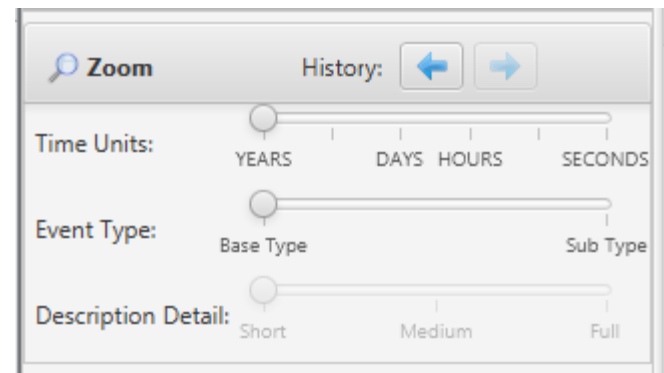 Zoom History:
Time Units:
YEARS DAYS HOURS SECONDS
Event Type:
Base Type Sub Type
Description Detail:
Short Medium Full